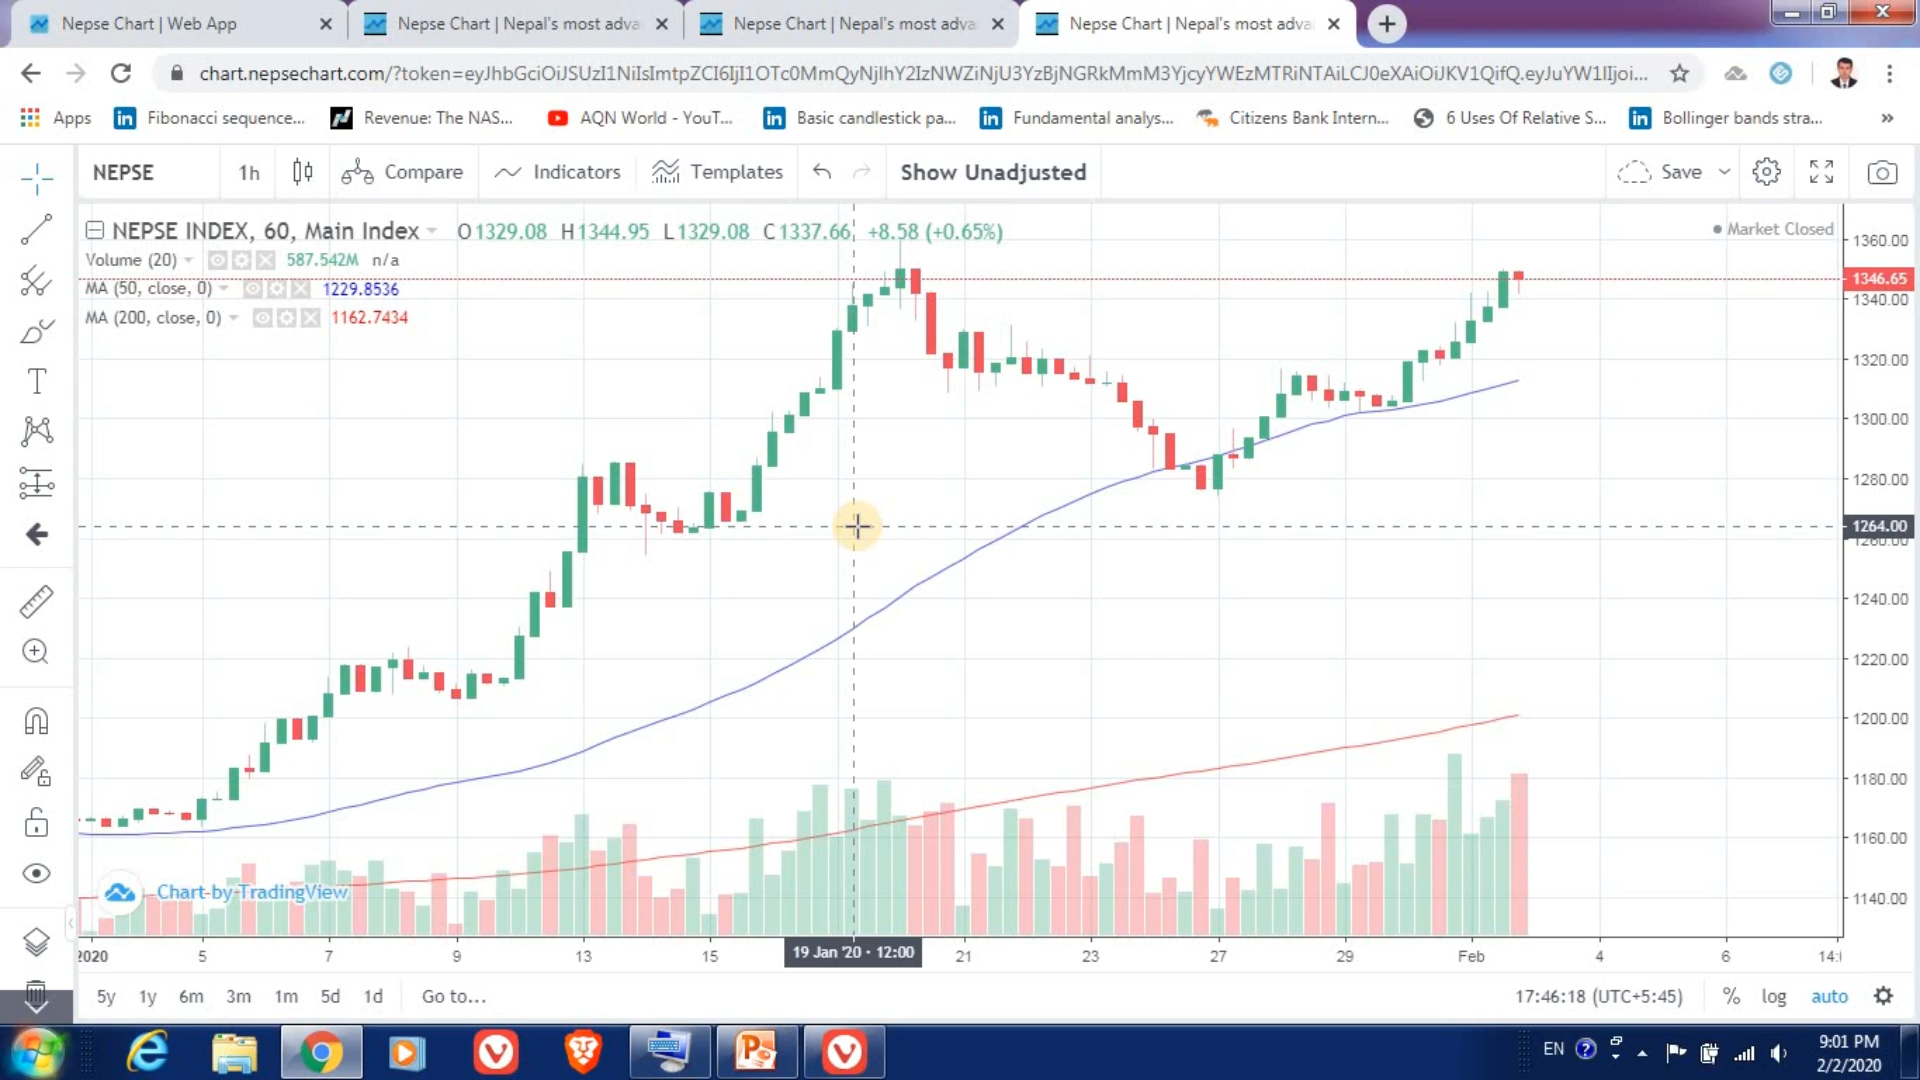 Nepse Chart | Web App
Nepse Chart | Nepal's most adva
Nepse Chart | Nepal's most adva
Nepse Chart | Nepal's most adva
Apps
Fibonacci sequence...
Revenue: The NAS...
AQN World - YouT...
Basic candlestick pa...
Fundamental analys...
Citizens Bank Intern...
6 Uses Of Relative S...
Bollinger bands stra...
»
NEPSE 1h Compare Indicators Templates Show Unadjusted Save
NEPSE INDEX, 60, Main Index O1329.08 H1344.95 L1329.08 C1337.66 +8.58 (+0.65%)
Market Closed
Volume (20) 587.542M n/a
MA (50, close, 0) 1229.8536
MA (200, close, 0) 1162.7434
1360.00
1346.65
1340.00
1320.00
1300.00
1280.00
1264.00
1260.00
1240.00
1220.00
1200.00
1180.00
1160.00
1140.00
Chart by TradingView
2020 5 7 9 13 15 19 Jan '20 · 12:00 21 23 27 29 Feb 4 6 14:
5y 1y 6m 3m 1m 5d 1d Go to... 17:46:18 (UTC+5:45) % log auto
EN
9:01 PM
2/2/2020